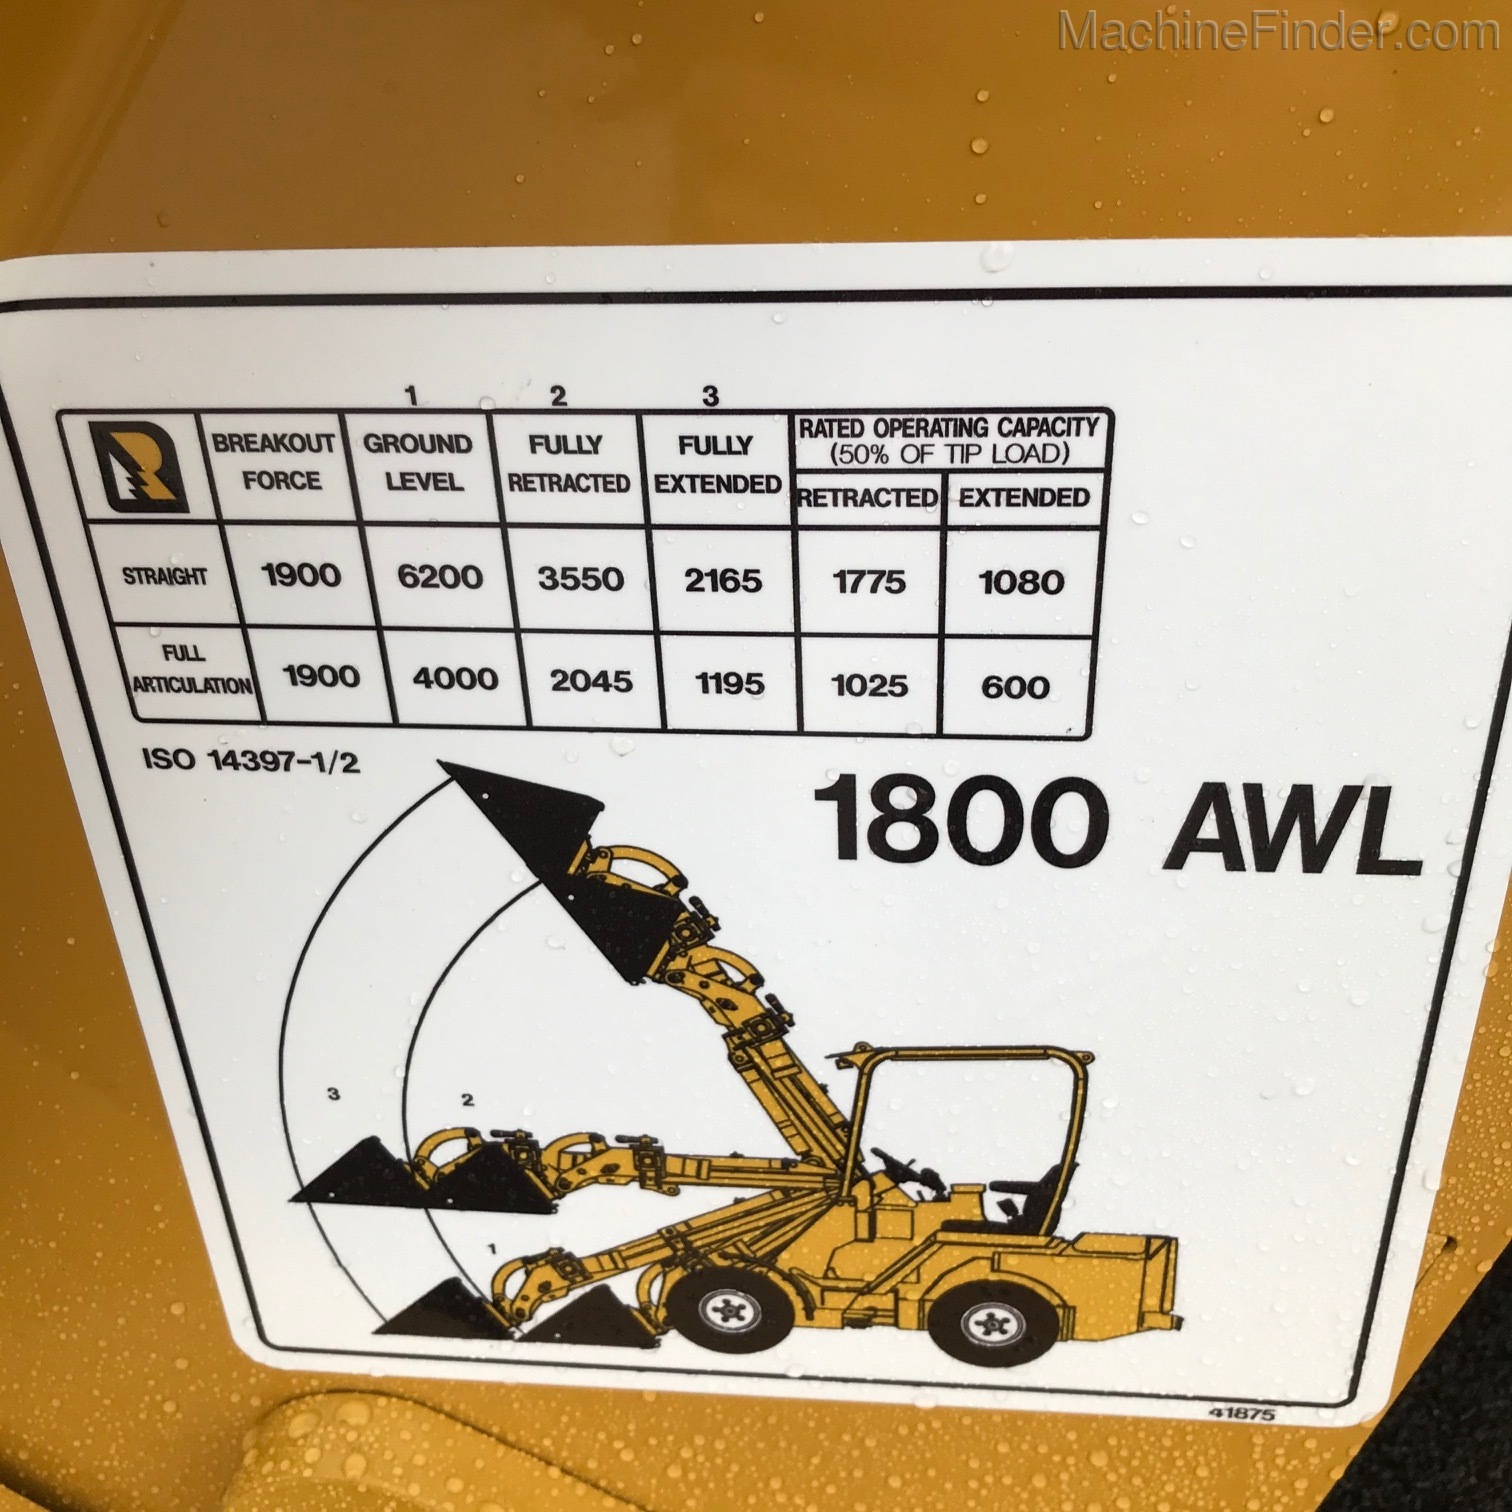 MachineFinder.com
1 2 3
BREAKOUT FORCE GROUND LEVEL FULLY RETRACTED FULLY EXTENDED RATED OPERATING CAPACITY
(50% OF TIP LOAD)
RETRACTED EXTENDED
STRAIGHT 1900 6200 3550 2165 1775 1080
FULL ARTICULATION 1900 4000 2045 1195 1025 600
ISO 14397-1/2
1800 AWL
3 2
1
41875